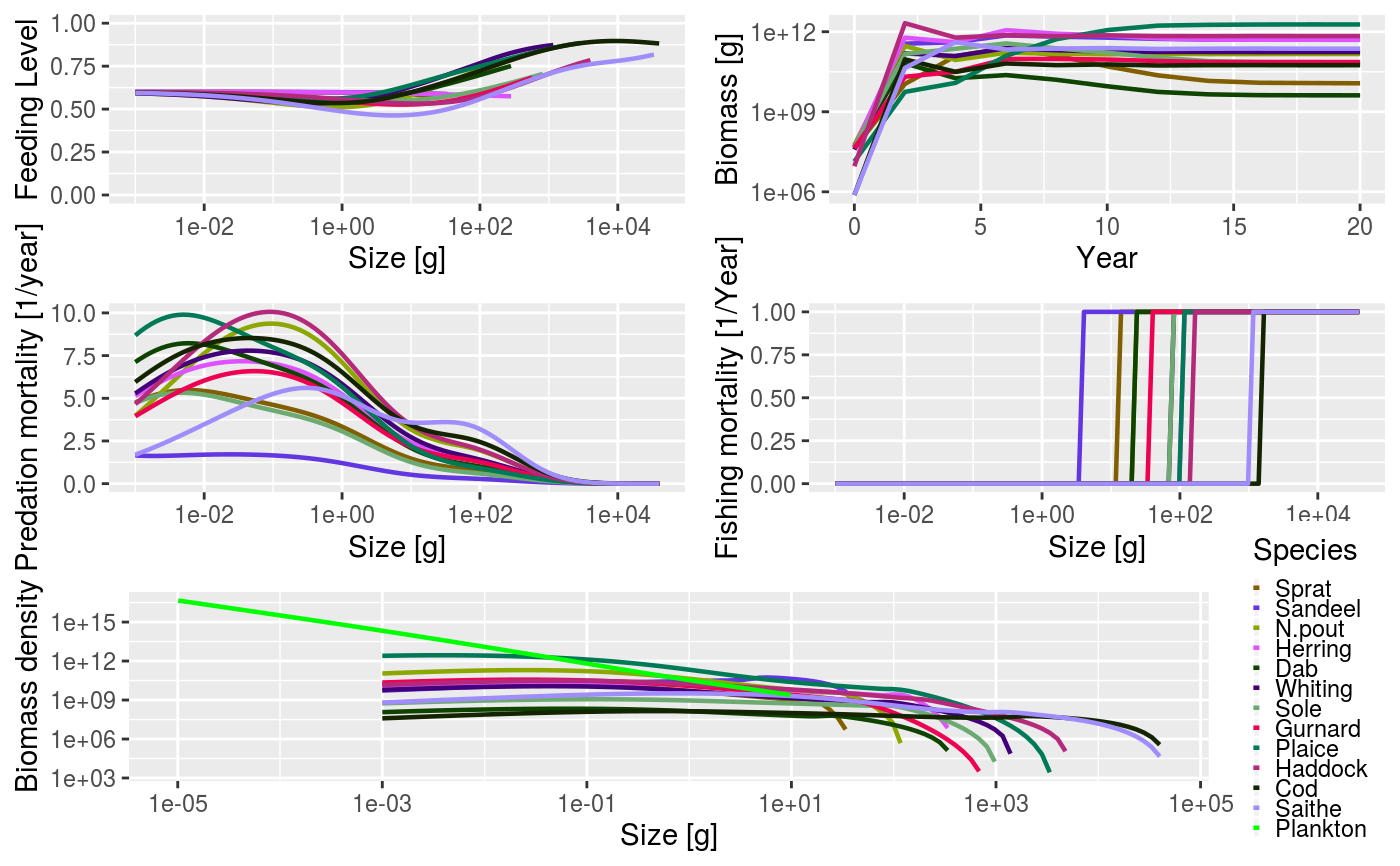 Feeding Level
1.00
0.75
0.50
0.25
0.00
1e-02 1e+00 1e+02 1e+04
Size [g]
Biomass [g]
1e+12
1e+09
1e+06
0 5 10 15 20
Year
Predation mortality [1/year]
10.0
7.5
5.0
2.5
0.0
1e-02 1e+00 1e+02 1e+04
Size [g]
Fishing mortality [1/Year]
1.00
0.75
0.50
0.25
0.00
1e-02 1e+00 1e+02 1e+04
Size [g]
Biomass density
1e+15
1e+12
1e+09
1e+06
1e+03
1e-05 1e-03 1e-01 1e+01 1e+03 1e+05
Size [g]
Species
Sprat
Sandeel
N.pout
Herring
Dab
Whiting
Sole
Gurnard
Plaice
Haddock
Cod
Saithe
Plankton